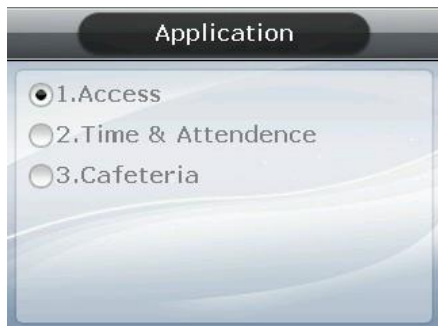 Application
1.Access
2.Time & Attendence
3.Cafeteria